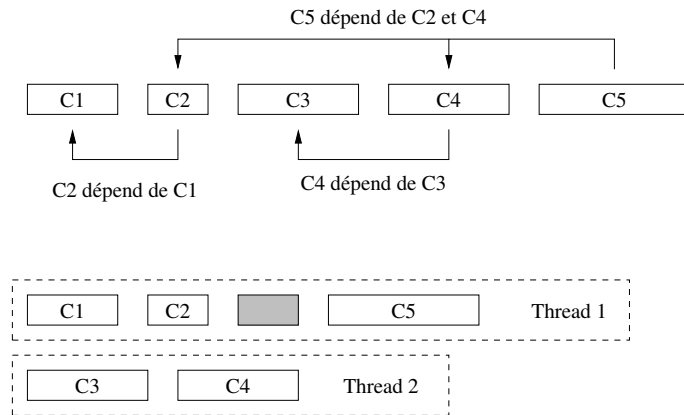 C5 dépend de C2 et C4
C1 C2 C3 C4 C5
C2 dépend de C1
C4 dépend de C3
C1 C2 C5 Thread 1
C3 C4 Thread 2